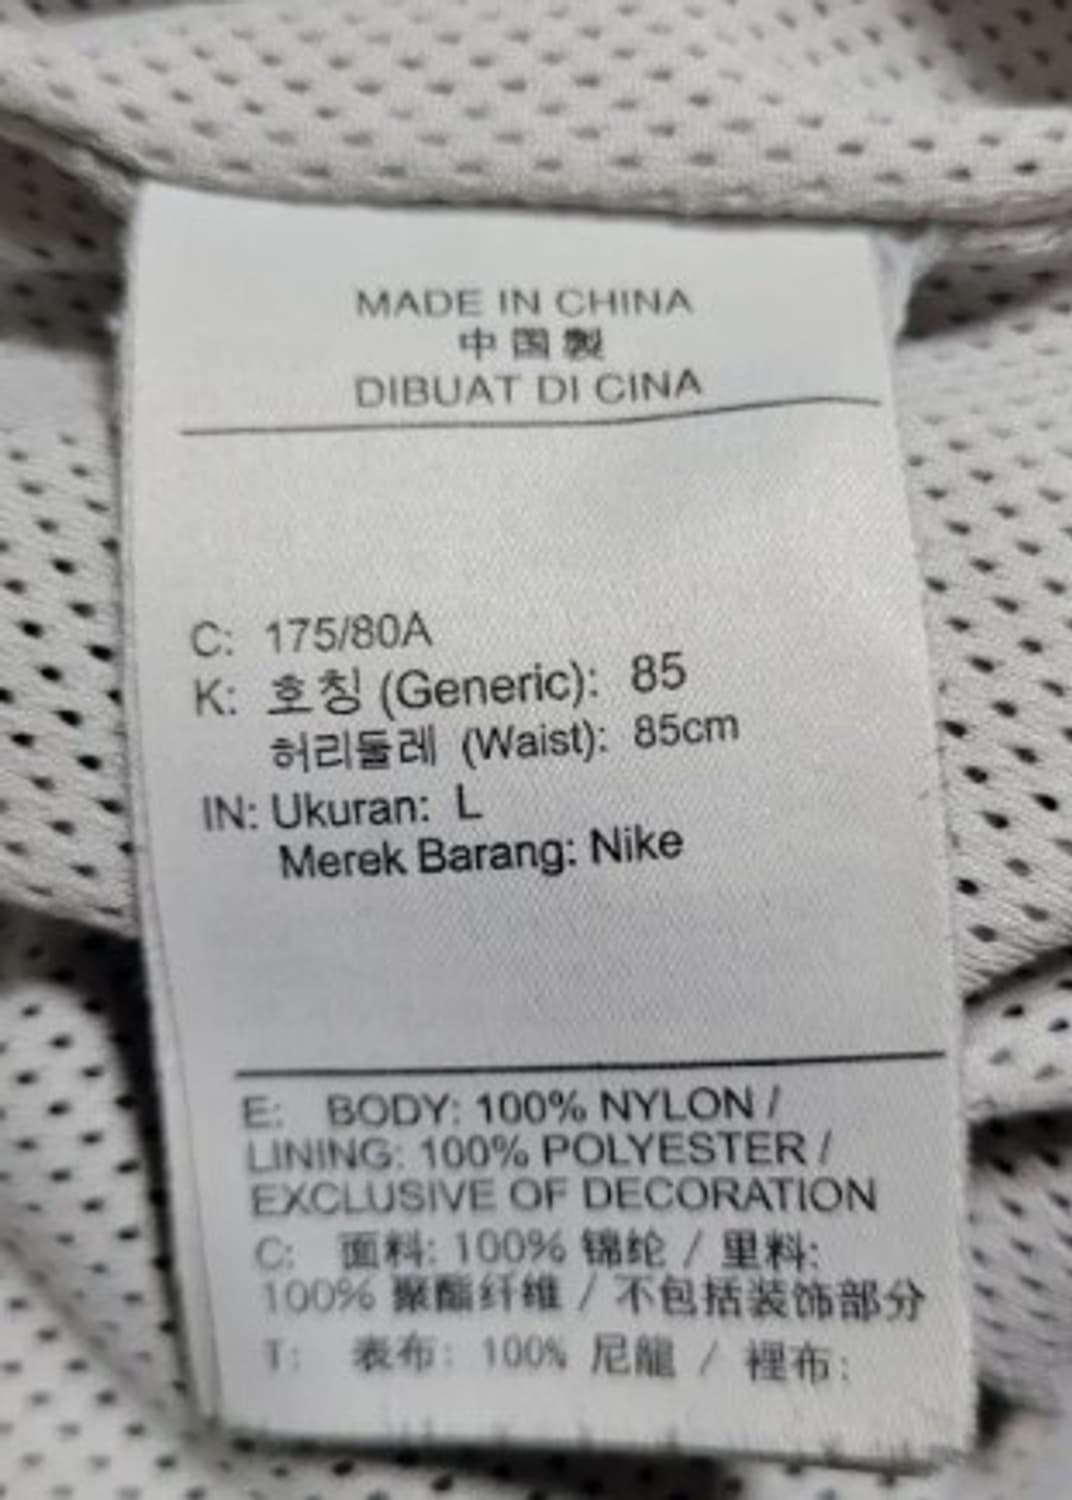 MADE IN CHINA
中国製
DIBUAT DI CINA
C: 175/80A
K: 호칭 (Generic): 85
허리둘레 (Waist): 85cm
IN: Ukuran: L
Merek Barang: Nike
E: BODY: 100% NYLON /
LINING: 100% POLYESTER /
EXCLUSIVE OF DECORATION
C: 面料: 100% 锦纶 / 里料:
100% 聚酯纤维 / 不包括装饰部分
T: 表布: 100% 尼龍 / 裡布: